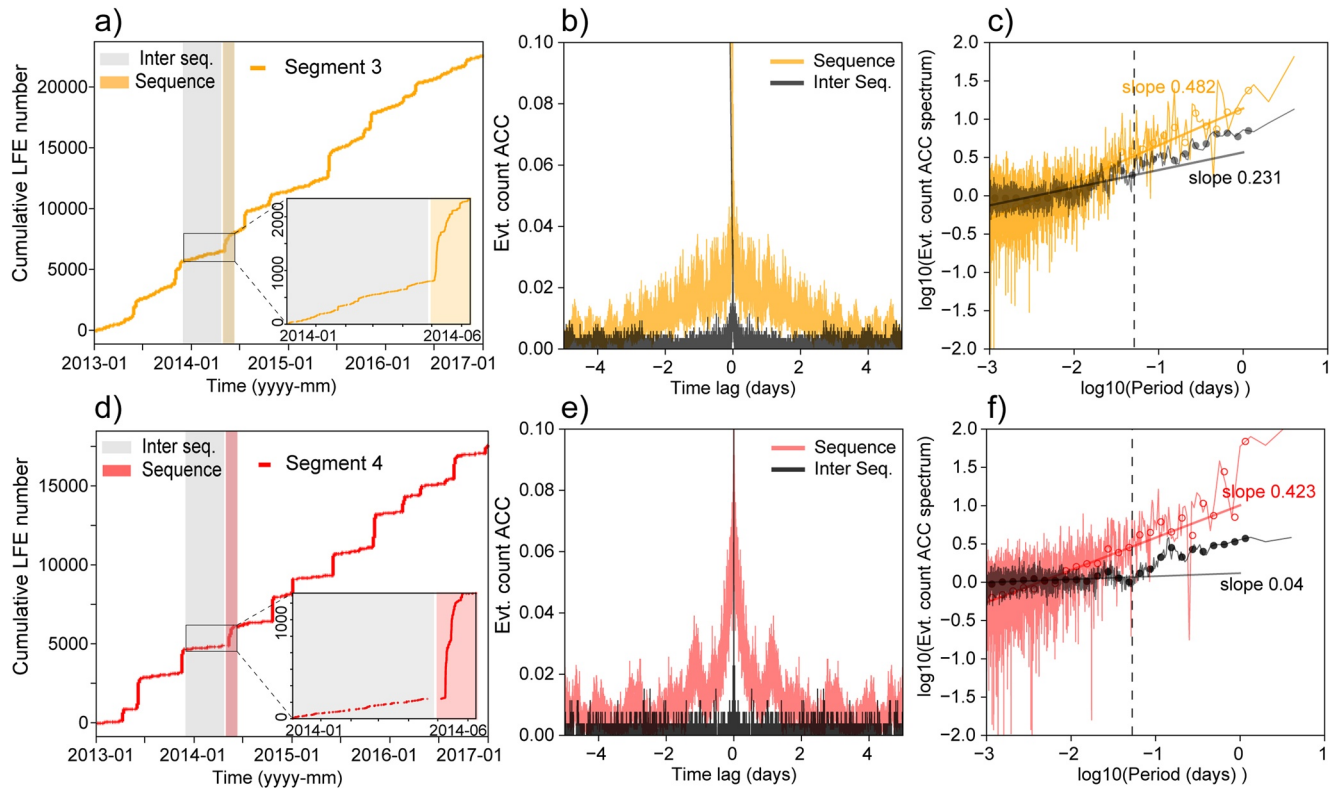 a)
Cumulative LFE number
20000
15000
10000
5000
0
Inter seq.
Sequence
Segment 3
2000
1000
0
2014-01
2014-06
2013-01
2014-01
2015-01
2016-01
2017-01
Time (yyyy-mm)
b)
Evt. count ACC
0.10
0.08
0.06
0.04
0.02
0.00
Sequence
Inter Seq.
−4
−2
0
2
4
Time lag (days)
c)
log10(Evt. count ACC spectrum)
2.0
1.5
1.0
0.5
0.0
−0.5
−1.0
−1.5
−2.0
slope 0.482
slope 0.231
−3
−2
−1
0
1
log10(Period (days) )
d)
Cumulative LFE number
15000
10000
5000
0
Inter seq.
Sequence
Segment 4
1000
0
2014-01
2014-06
2013-01
2014-01
2015-01
2016-01
2017-01
Time (yyyy-mm)
e)
Evt. count ACC
0.10
0.08
0.06
0.04
0.02
0.00
Sequence
Inter Seq.
−4
−2
0
2
4
Time lag (days)
f)
log10(Evt. count ACC spectrum)
2.0
1.5
1.0
0.5
0.0
−0.5
−1.0
−1.5
−2.0
slope 0.423
slope 0.04
−3
−2
−1
0
1
log10(Period (days) )